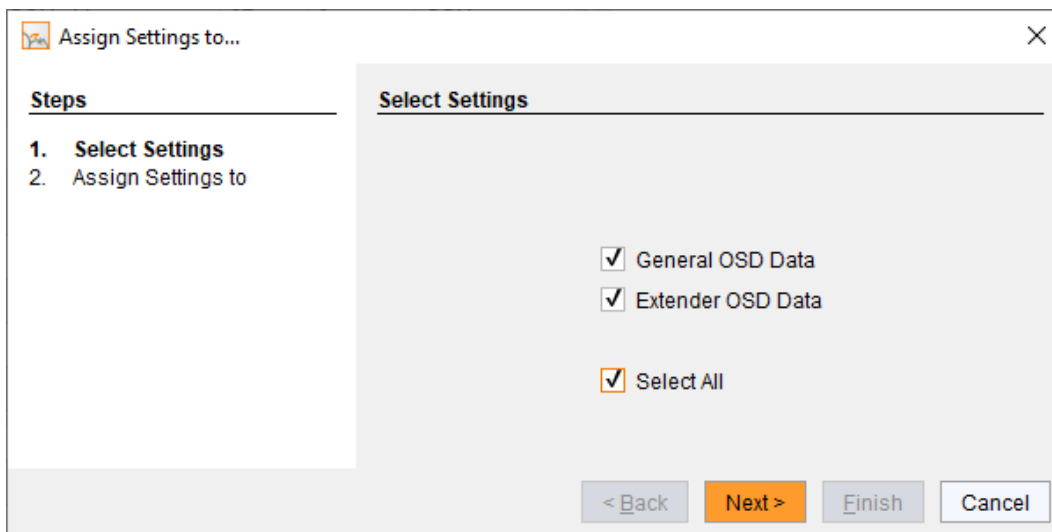 Assign Settings to...
Steps
1. Select Settings
2. Assign Settings to
Select Settings
General OSD Data
Extender OSD Data
Select All
< Back
Next >
Finish
Cancel